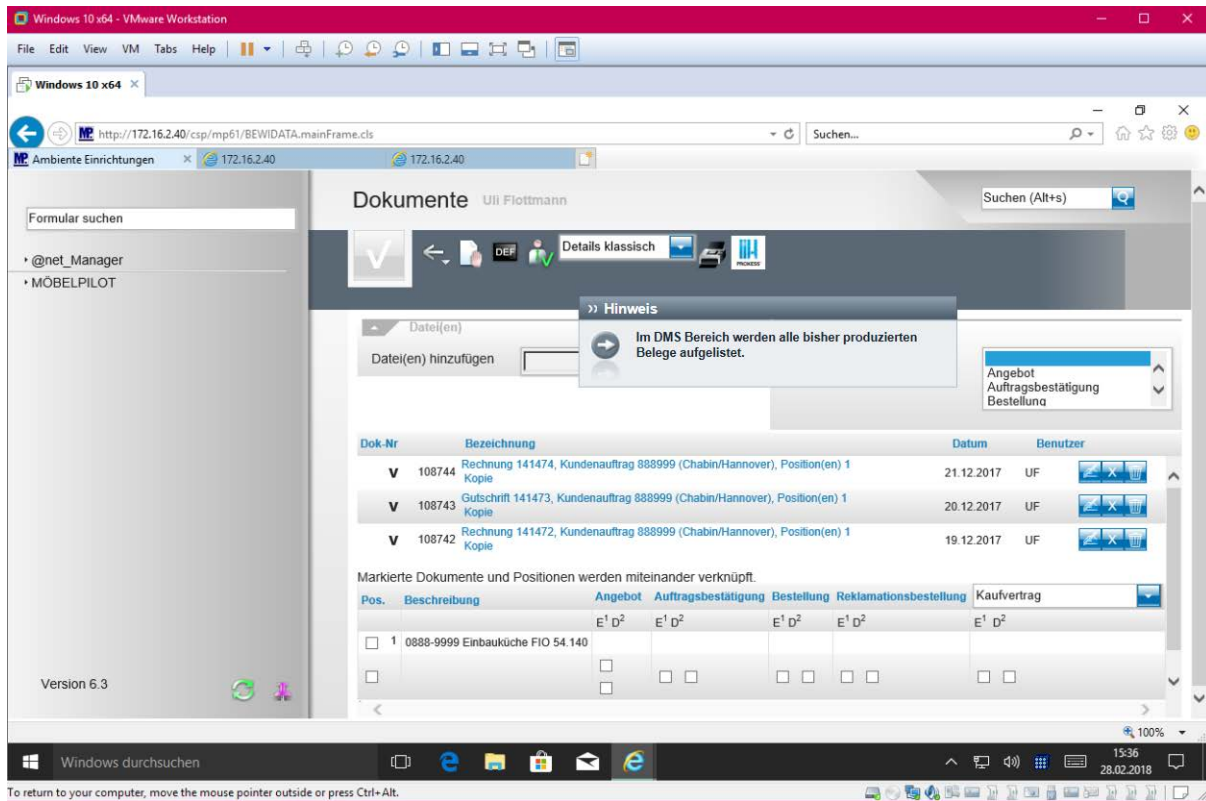 Windows 10 x64 - VMware Workstation
File Edit View VM Tabs Help
Windows 10 x64
http://172.16.2.40/csp/mp61/BEWIDATA.mainFrame.cls
Suchen...
Ambiente Einrichtungen
172.16.2.40
172.16.2.40
Dokumente Uli Flottmann
Suchen (Alt+s)
Formular suchen
@net_Manager
MÖBELPILOT
DEF
Details klassisch
PROXESS
Hinweis
Im DMS Bereich werden alle bisher produzierten
Belege aufgelistet.
Datei(en)
Datei(en) hinzufügen
Angebot
Auftragsbestätigung
Bestellung
Dok-Nr Bezeichnung Datum Benutzer
V 108744 Rechnung 141474, Kundenauftrag 888999 (Chabin/Hannover), Position(en) 1 21.12.2017 UF X
Kopie
V 108743 Gutschrift 141473, Kundenauftrag 888999 (Chabin/Hannover), Position(en) 1 20.12.2017 UF X
Kopie
V 108742 Rechnung 141472, Kundenauftrag 888999 (Chabin/Hannover), Position(en) 1 19.12.2017 UF X
Kopie
Markierte Dokumente und Positionen werden miteinander verknüpft.
Pos. Beschreibung Angebot Auftragsbestätigung Bestellung Reklamationsbestellung Kaufvertrag
E¹ D² E¹ D² E¹ D² E¹ D² E¹ D²
1 0888-9999 Einbauküche FIO 54.140
Version 6.3
100%
Windows durchsuchen
15:36
28.02.2018
To return to your computer, move the mouse pointer outside or press Ctrl+Alt.